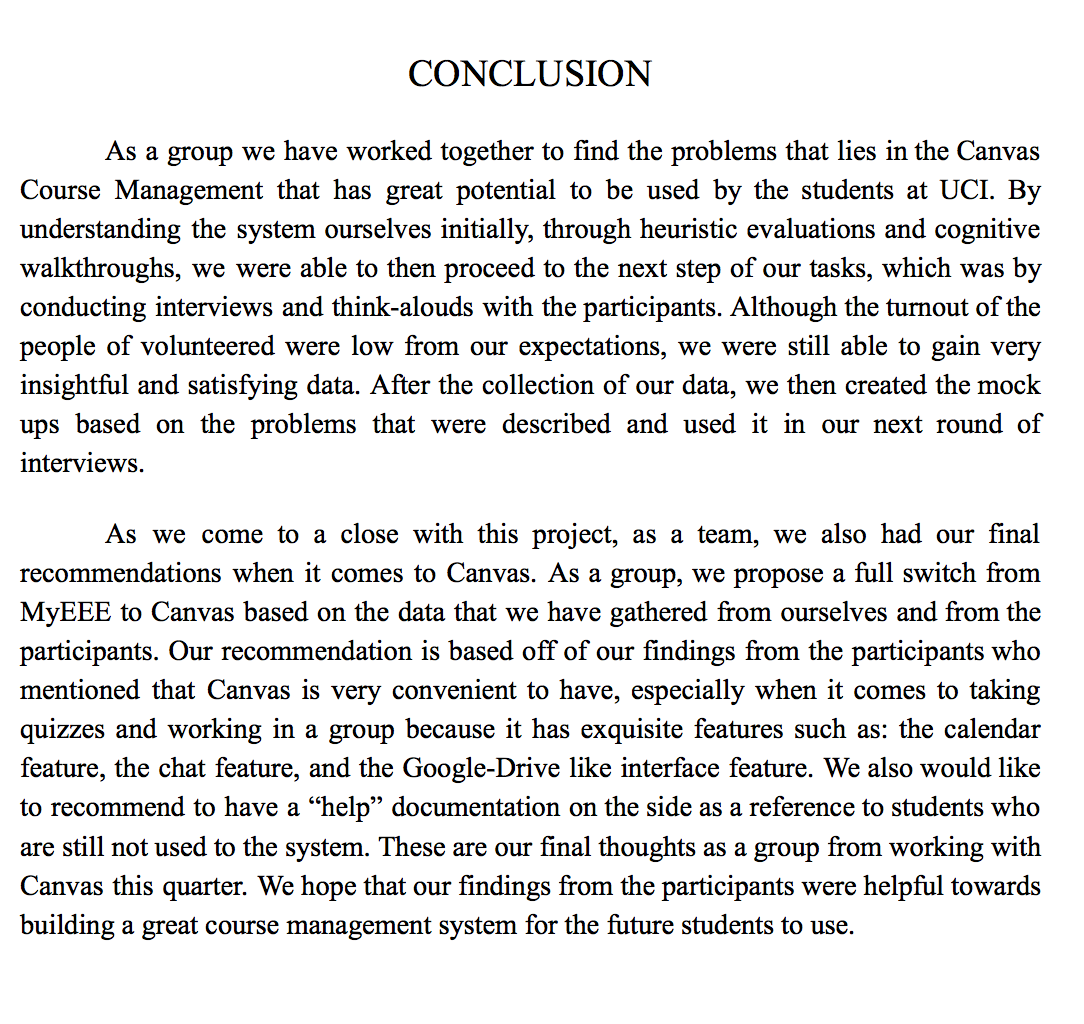 CONCLUSION
As a group we have worked together to find the problems that lies in the Canvas
Course Management that has great potential to be used by the students at UCI. By
understanding the system ourselves initially, through heuristic evaluations and cognitive
walkthroughs, we were able to then proceed to the next step of our tasks, which was by
conducting interviews and think-alouds with the participants. Although the turnout of the
people of volunteered were low from our expectations, we were still able to gain very
insightful and satisfying data. After the collection of our data, we then created the mock
ups based on the problems that were described and used it in our next round of
interviews.
As we come to a close with this project, as a team, we also had our final
recommendations when it comes to Canvas. As a group, we propose a full switch from
MyEEE to Canvas based on the data that we have gathered from ourselves and from the
participants. Our recommendation is based off of our findings from the participants who
mentioned that Canvas is very convenient to have, especially when it comes to taking
quizzes and working in a group because it has exquisite features such as: the calendar
feature, the chat feature, and the Google-Drive like interface feature. We also would like
to recommend to have a “help” documentation on the side as a reference to students who
are still not used to the system. These are our final thoughts as a group from working with
Canvas this quarter. We hope that our findings from the participants were helpful towards
building a great course management system for the future students to use.